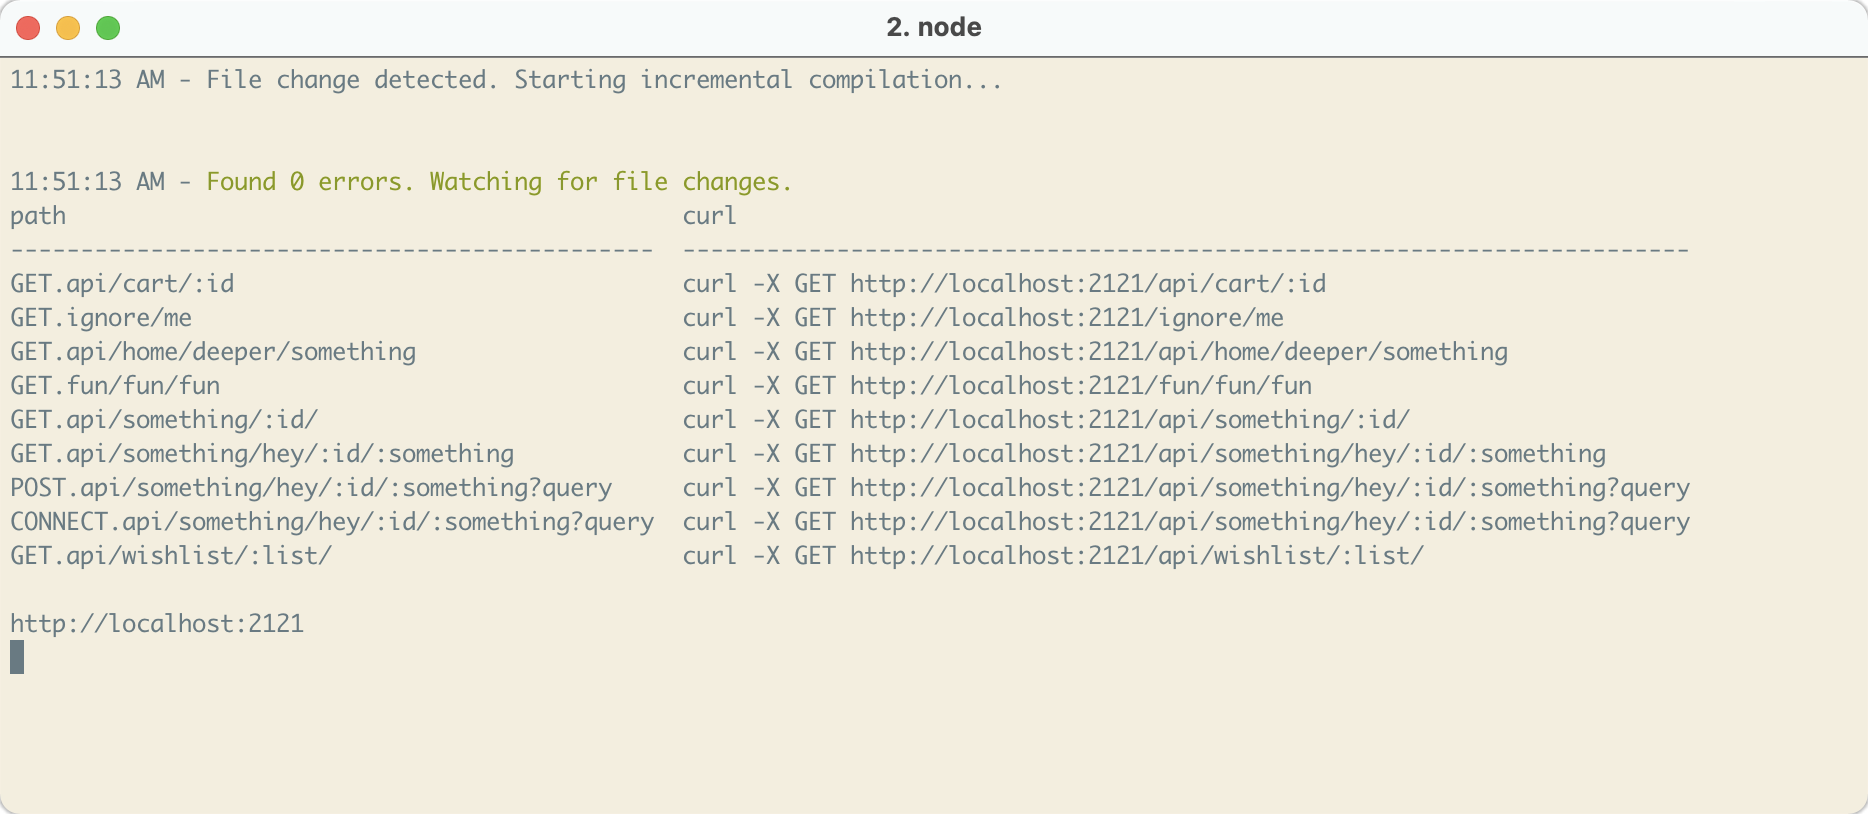 2. node
11:51:13 AM - File change detected. Starting incremental compilation...
11:51:13 AM - Found 0 errors. Watching for file changes.
path                                            curl
----------------------------------------------  ------------------------------------------------------------------------
GET.api/cart/:id                                curl -X GET http://localhost:2121/api/cart/:id
GET.ignore/me                                   curl -X GET http://localhost:2121/ignore/me
GET.api/home/deeper/something                   curl -X GET http://localhost:2121/api/home/deeper/something
GET.fun/fun/fun                                 curl -X GET http://localhost:2121/fun/fun/fun
GET.api/something/:id/                          curl -X GET http://localhost:2121/api/something/:id/
GET.api/something/hey/:id/:something            curl -X GET http://localhost:2121/api/something/hey/:id/:something
POST.api/something/hey/:id/:something?query     curl -X GET http://localhost:2121/api/something/hey/:id/:something?query
CONNECT.api/something/hey/:id/:something?query  curl -X GET http://localhost:2121/api/something/hey/:id/:something?query
GET.api/wishlist/:list/                         curl -X GET http://localhost:2121/api/wishlist/:list/
http://localhost:2121